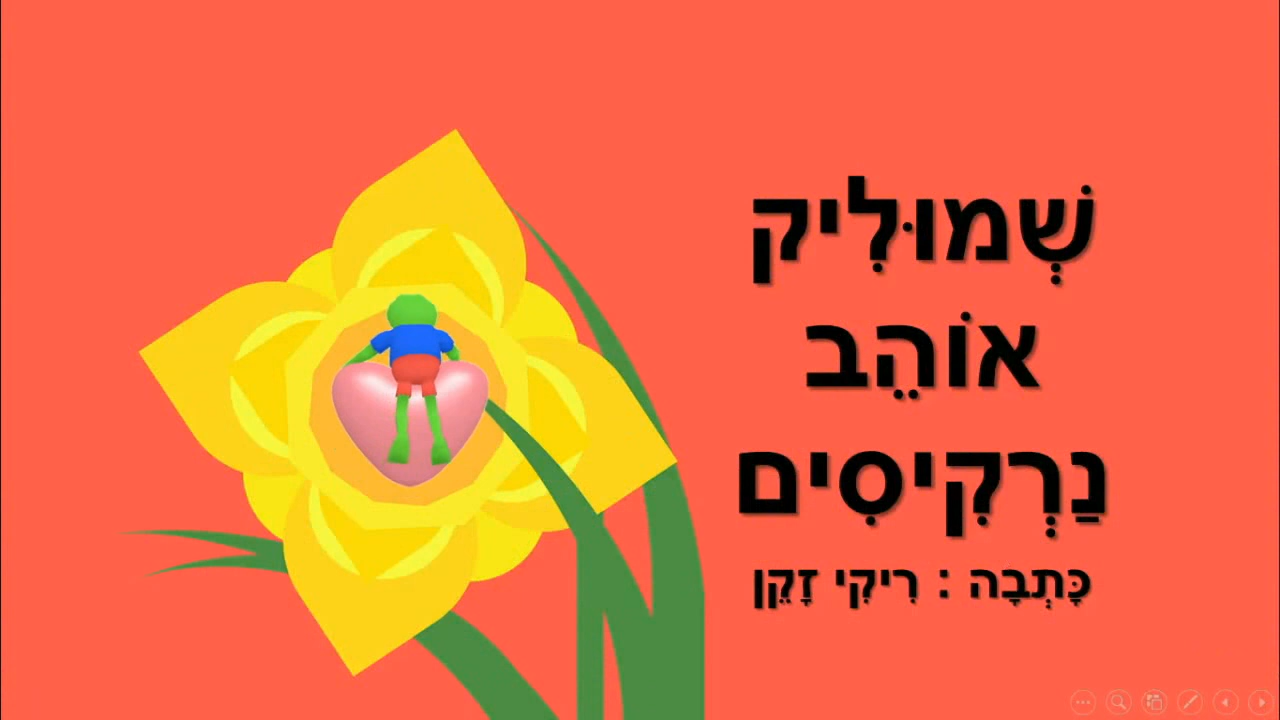 שְׁמוּלִיק
אוֹהֵב
נַרְקִיסִים
כָּתְבָה : רִיקִי זָקֵן